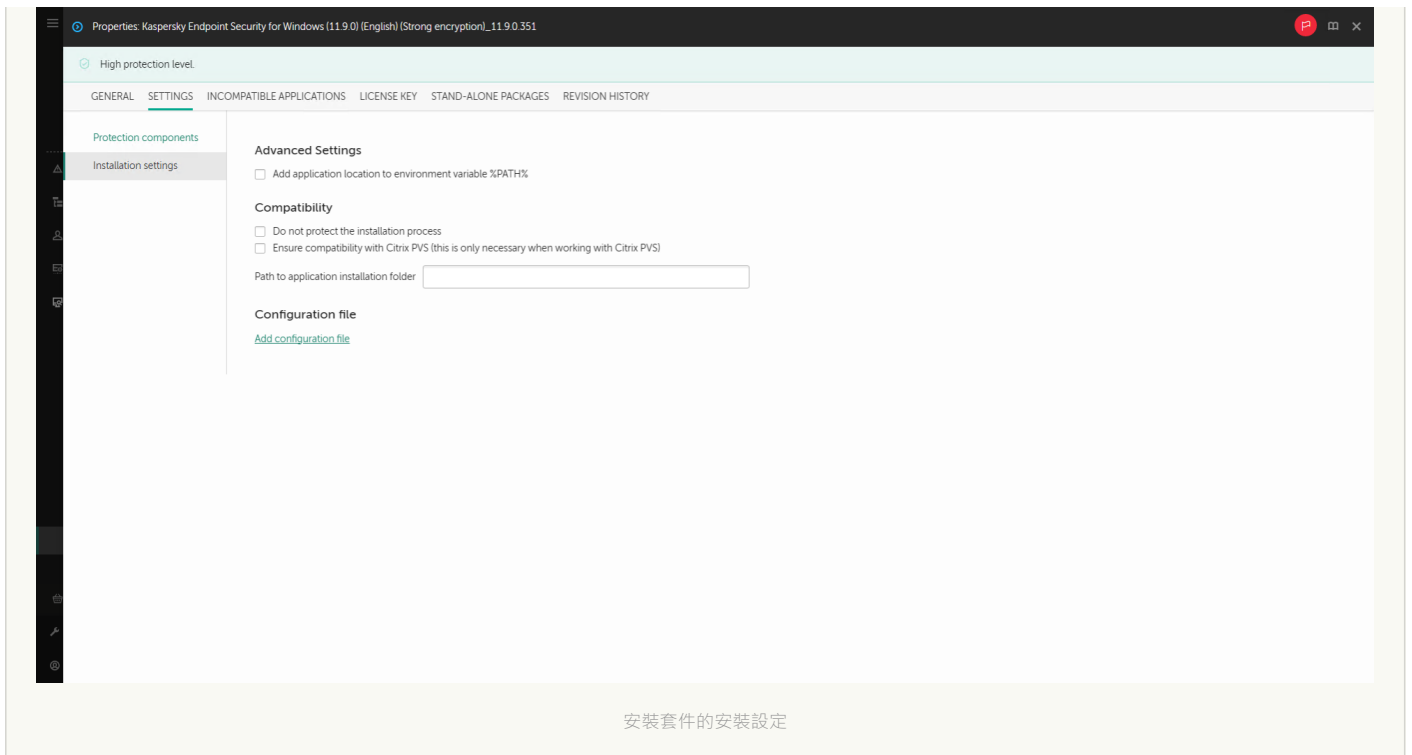 Properties: Kaspersky Endpoint Security for Windows (11.9.0) (English) (Strong encryption)_11.9.0.351
High protection level.
GENERAL SETTINGS INCOMPATIBLE APPLICATIONS LICENSE KEY STAND-ALONE PACKAGES REVISION HISTORY
Protection components
Installation settings
Advanced Settings
Add application location to environment variable %PATH%
Compatibility
Do not protect the installation process
Ensure compatibility with Citrix PVS (this is only necessary when working with Citrix PVS)
Path to application installation folder
Configuration file
Add configuration file
安裝套件的安裝設定